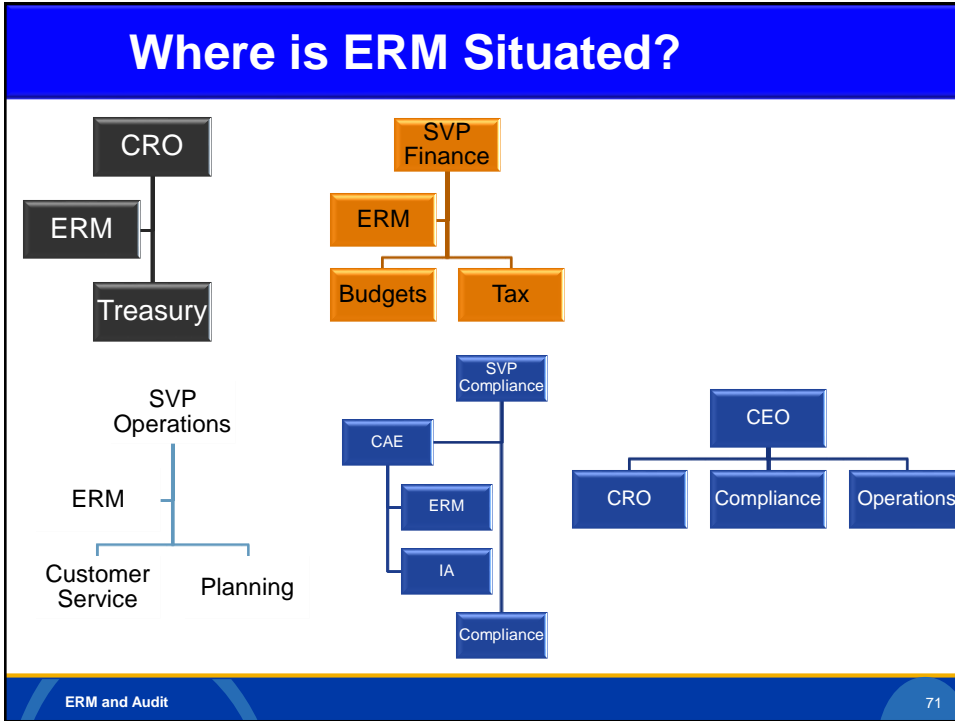 Where is ERM Situated?
CRO
ERM
Treasury
SVP
Finance
ERM
Budgets
Tax
SVP
Operations
ERM
Customer
Service
Planning
SVP
Compliance
CAE
ERM
IA
Compliance
CEO
CRO
Compliance
Operations
ERM and Audit
71